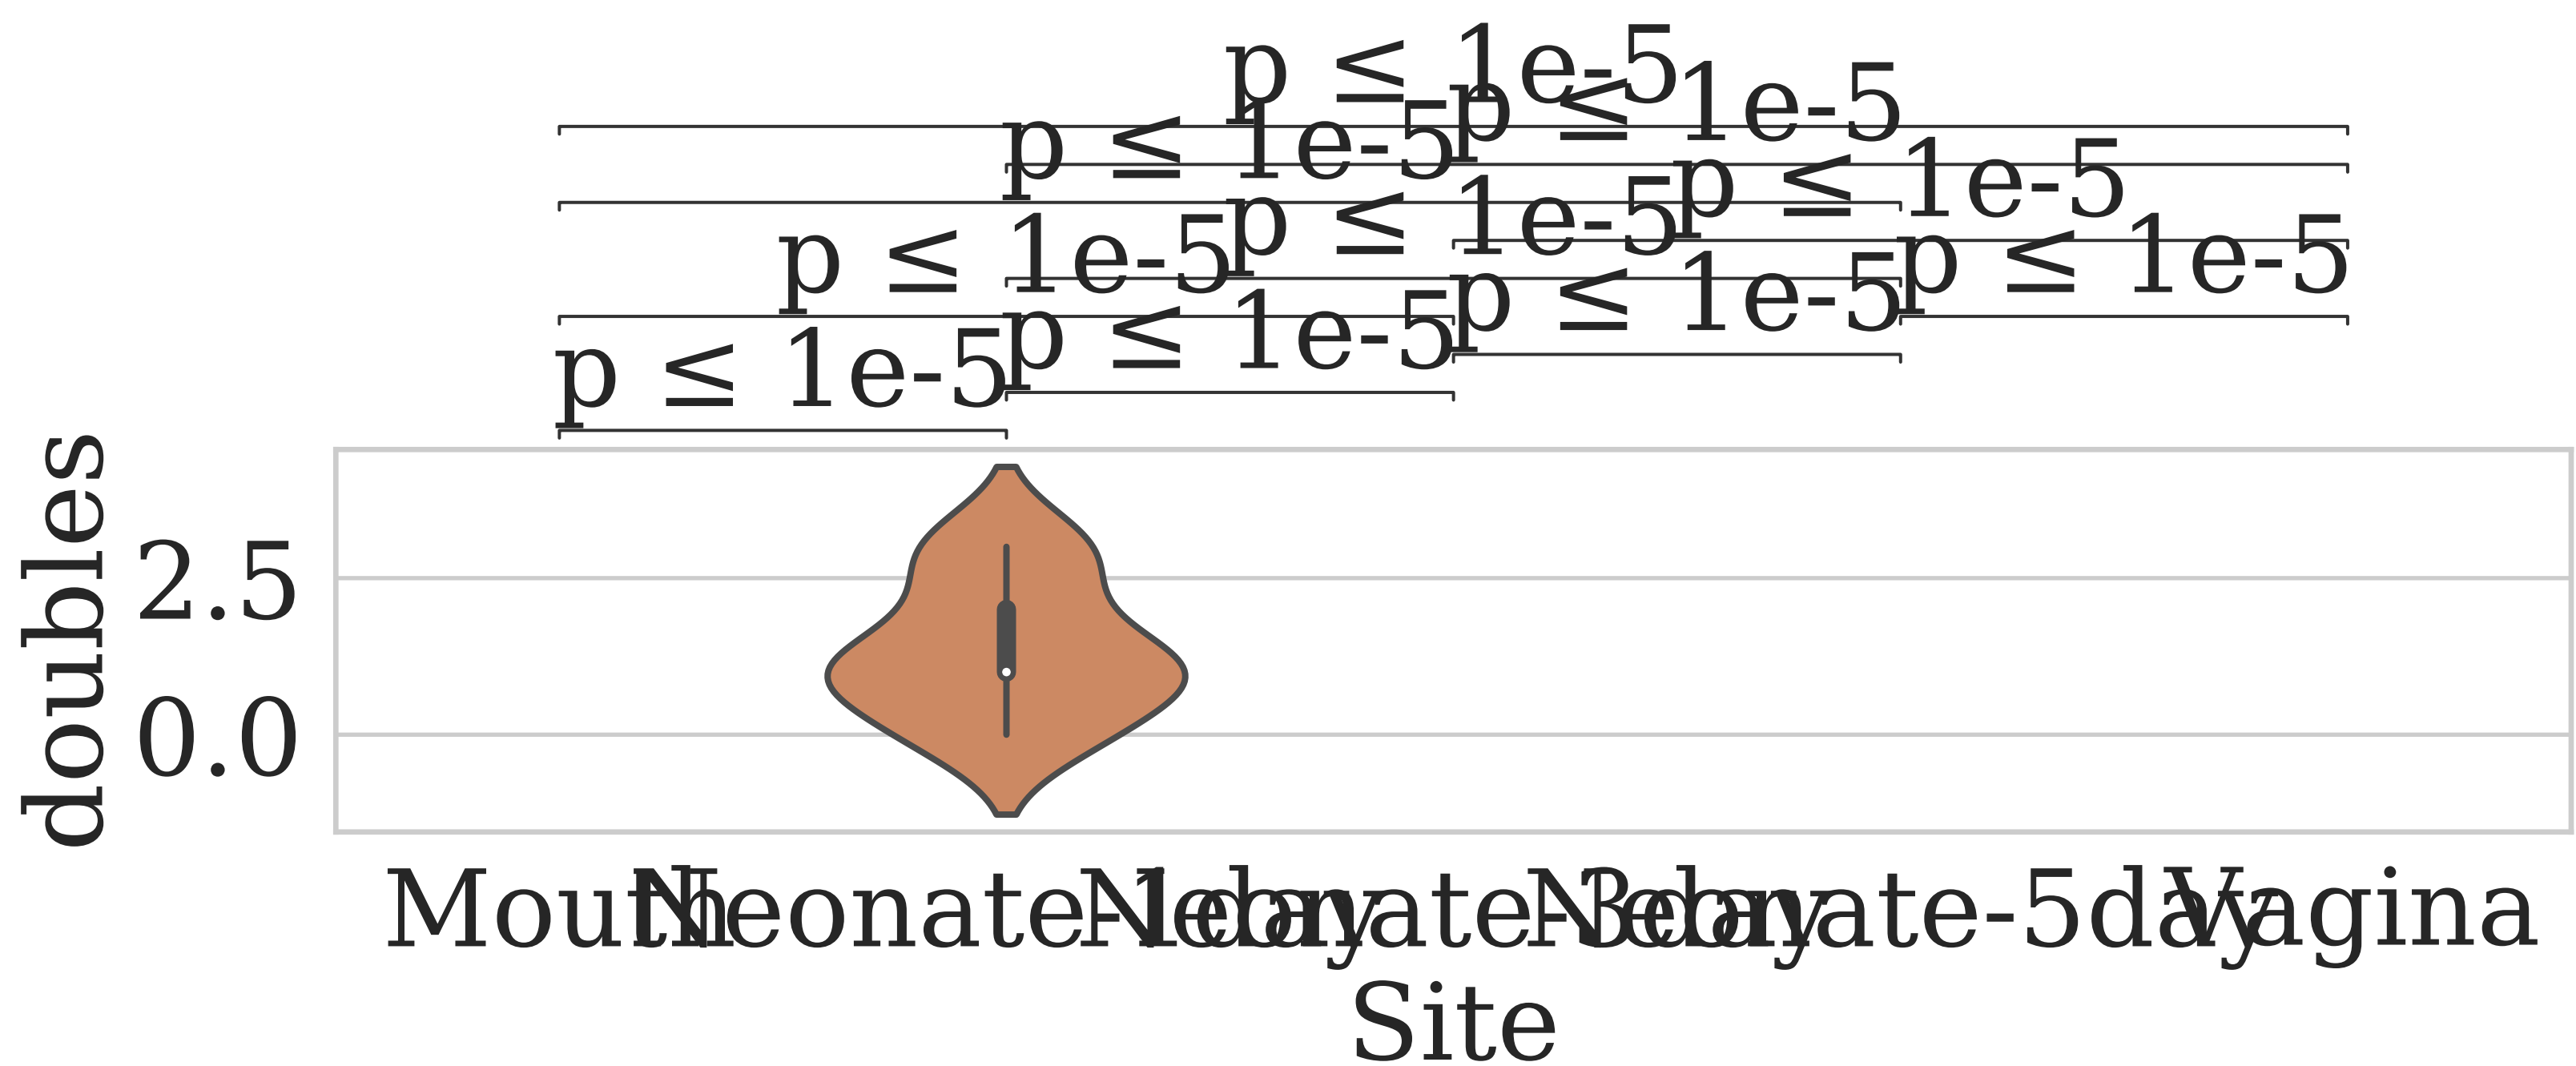 p ≤ 1e-5
p ≤ 1e-5
p ≤ 1e-5
p ≤ 1e-5
p ≤ 1e-5
p ≤ 1e-5
p ≤ 1e-5
p ≤ 1e-5
p ≤ 1e-5
p ≤ 1e-5
doubles
2.5
0.0
Mouth Neonate-1day Neonate-3day Neonate-5day Vagina
Site